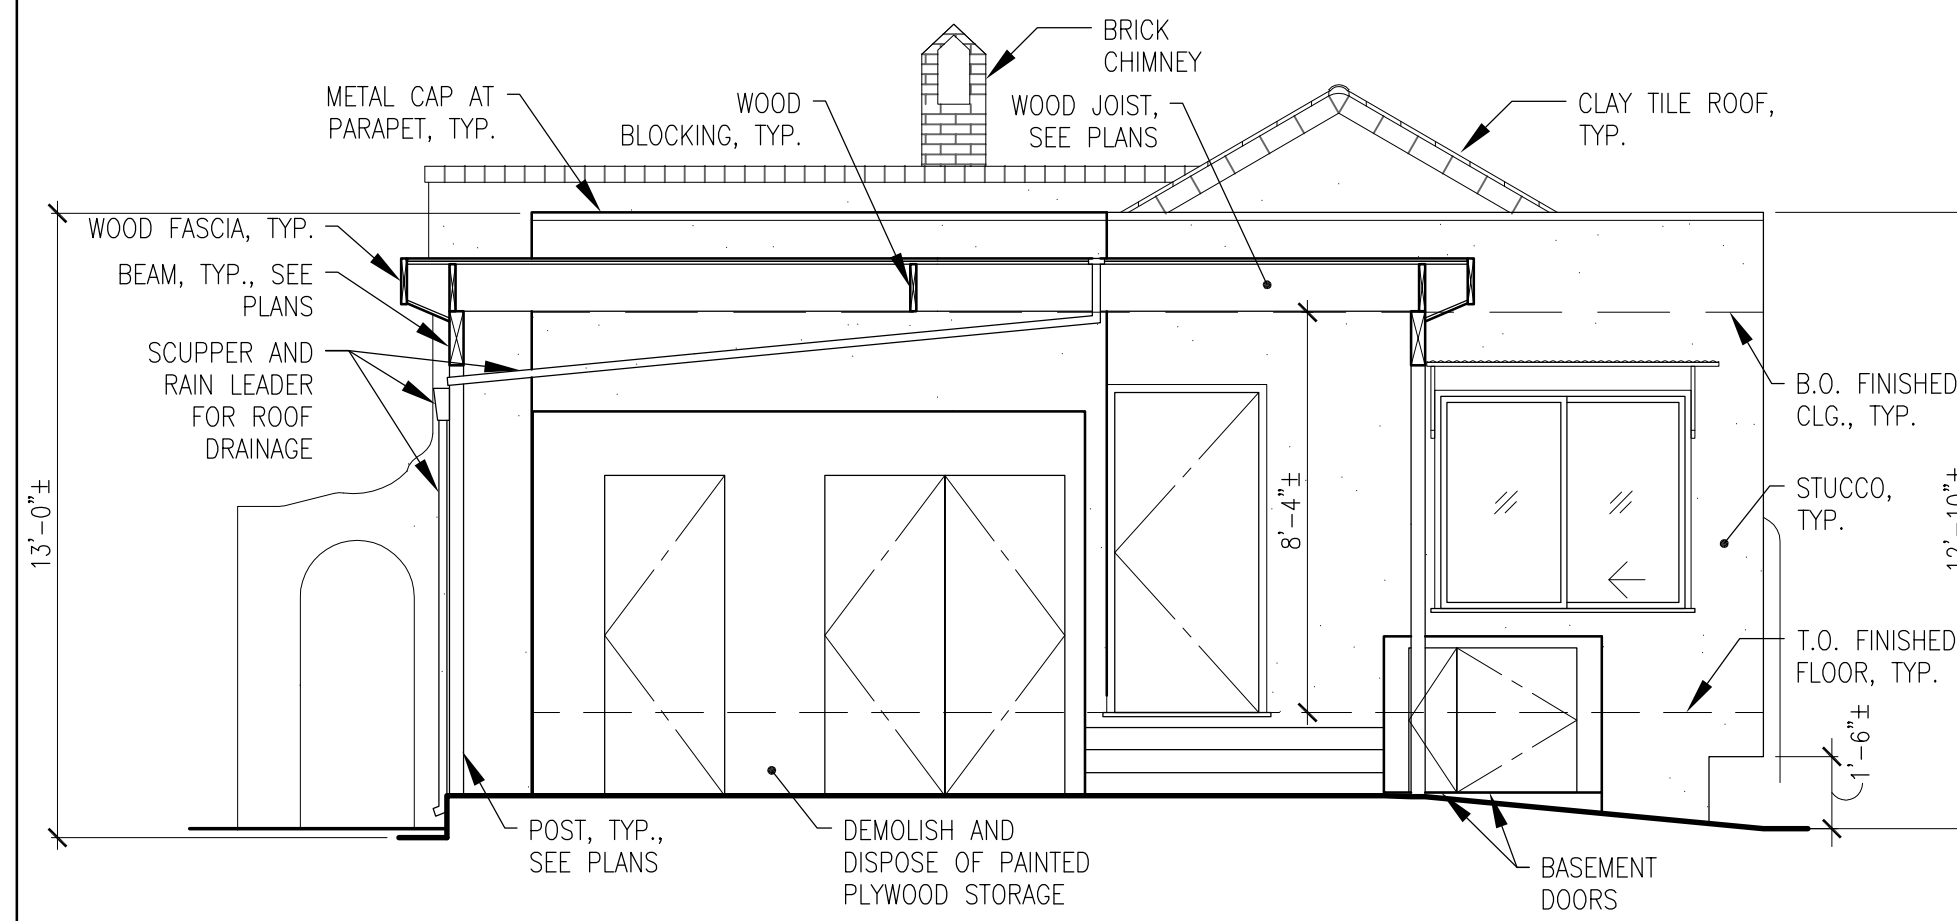 BRICK
CHIMNEY
METAL CAP AT
PARAPET, TYP.
WOOD
BLOCKING, TYP.
WOOD JOIST,
SEE PLANS
CLAY TILE ROOF,
TYP.
WOOD FASCIA, TYP.
BEAM, TYP., SEE
PLANS
SCUPPER AND
RAIN LEADER
FOR ROOF
DRAINAGE
B.O. FINISHED
CLG., TYP.
STUCCO,
TYP.
T.O. FINISHED
FLOOR, TYP.
13'-0"±
8'-4"±
12'-10"±
1'-6"±
POST, TYP.,
SEE PLANS
DEMOLISH AND
DISPOSE OF PAINTED
PLYWOOD STORAGE
BASEMENT
DOORS